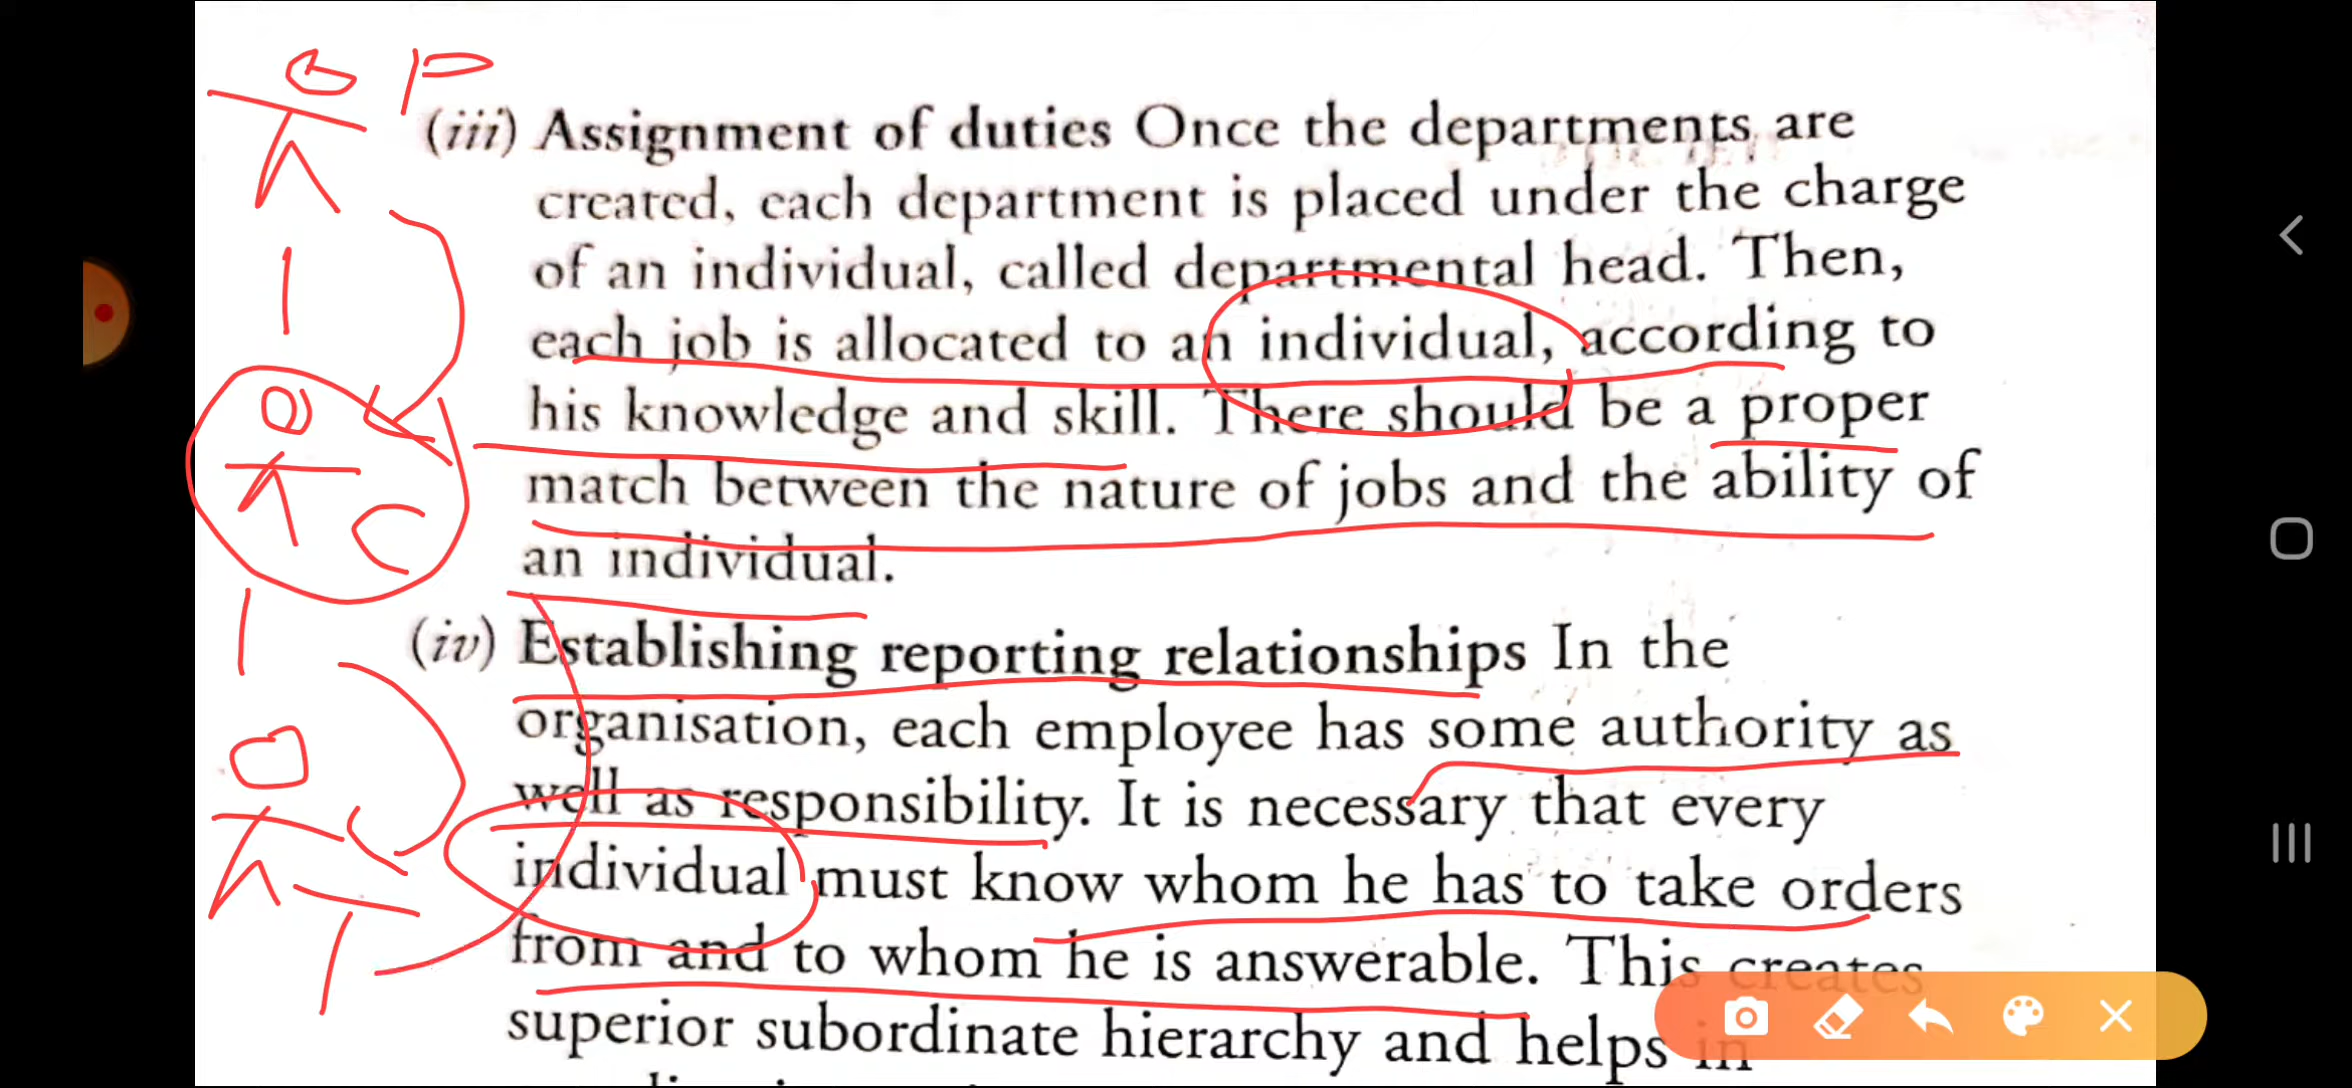 P
(iii) Assignment of duties Once the departments are
created, each department is placed under the charge
of an individual, called departmental head. Then,
each job is allocated to an individual, according to
his knowledge and skill. There should be a proper
match between the nature of jobs and the ability of
an individual.
(iv) Establishing reporting relationships In the
organisation, each employee has some authority as
well as responsibility. It is necessary that every
individual must know whom he has to take orders
from and to whom he is answerable. This creates
superior subordinate hierarchy and helps in
C
T